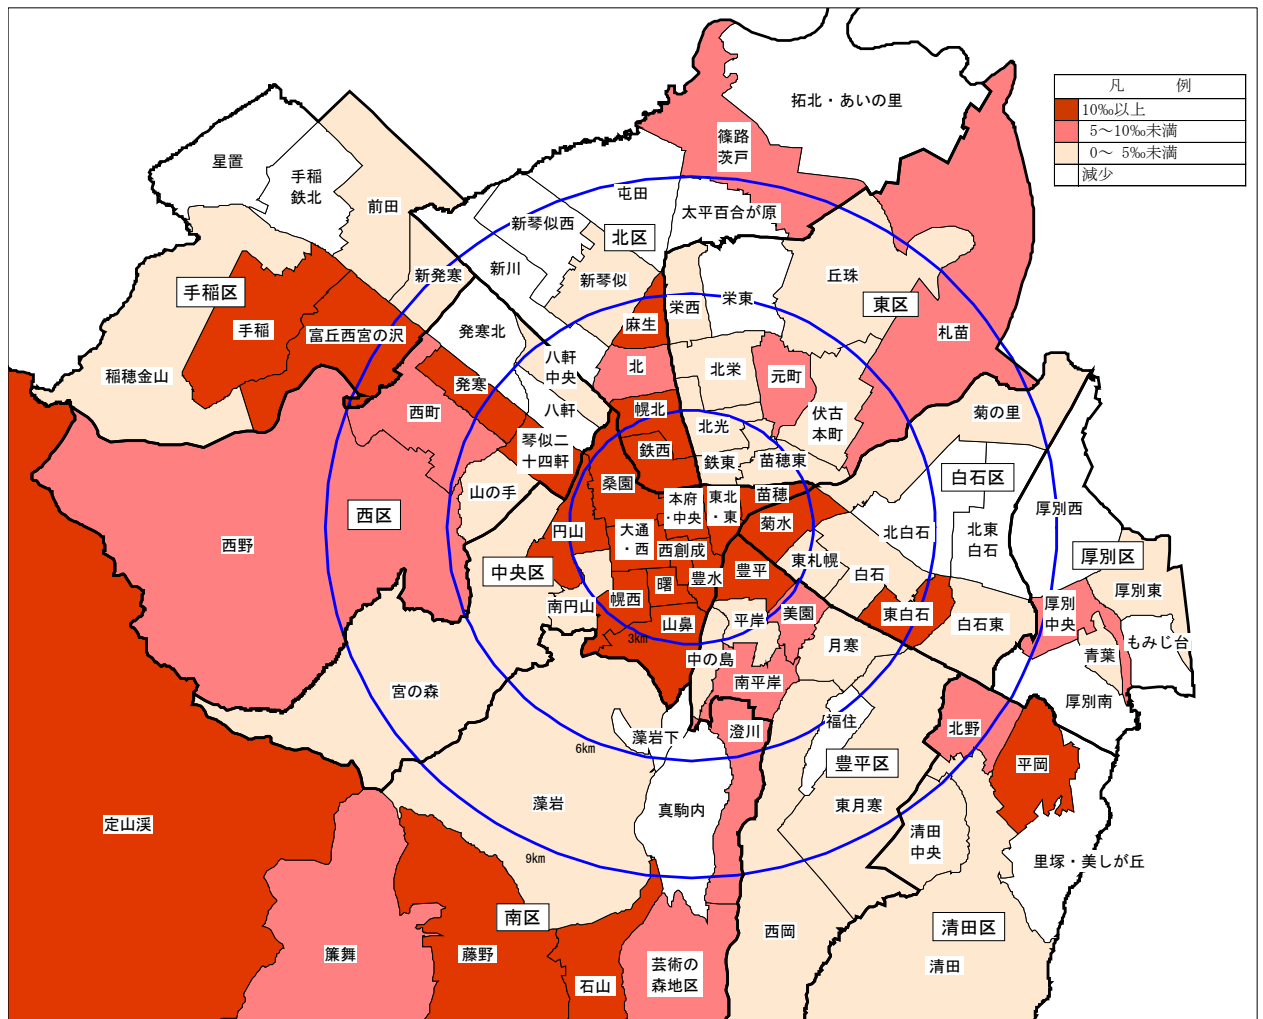 凡　例
10‰以上
5～10‰未満
0～ 5‰未満
減少
拓北・あいの里
篠路
茨戸
星置
手稲
鉄北
前田
屯田
太平百合が原
新琴似西
北区
新川
新発寒
新琴似
丘珠
手稲区
栄西
栄東
東区
手稲
富丘西宮の沢
発寒北
麻生
札苗
稲穂金山
八軒
中央
北
北栄
元町
発寒
西町
八軒
幌北
北光
伏古
本町
菊の里
琴似二
十四軒
鉄西
鉄東
苗穂東
白石区
山の手
桑園
本府
・中央
東北
・東
苗穂
菊水
西区
円山
大通
・西
北白石
北東
白石
厚別西
西野
西創成
東札幌
厚別区
中央区
豊平
白石
曙
豊水
厚別東
南円山
幌西
美園
東白石
厚別
中央
山鼻
平岸
白石東
もみじ台
3km
中の島
月寒
青葉
南平岸
宮の森
厚別南
福住
北野
藻岩下
澄川
6km
豊平区
平岡
藻岩
真駒内
東月寒
定山渓
清田
中央
9km
里塚・美しが丘
南区
清田区
西岡
簾舞
藤野
芸術の
森地区
清田
石山